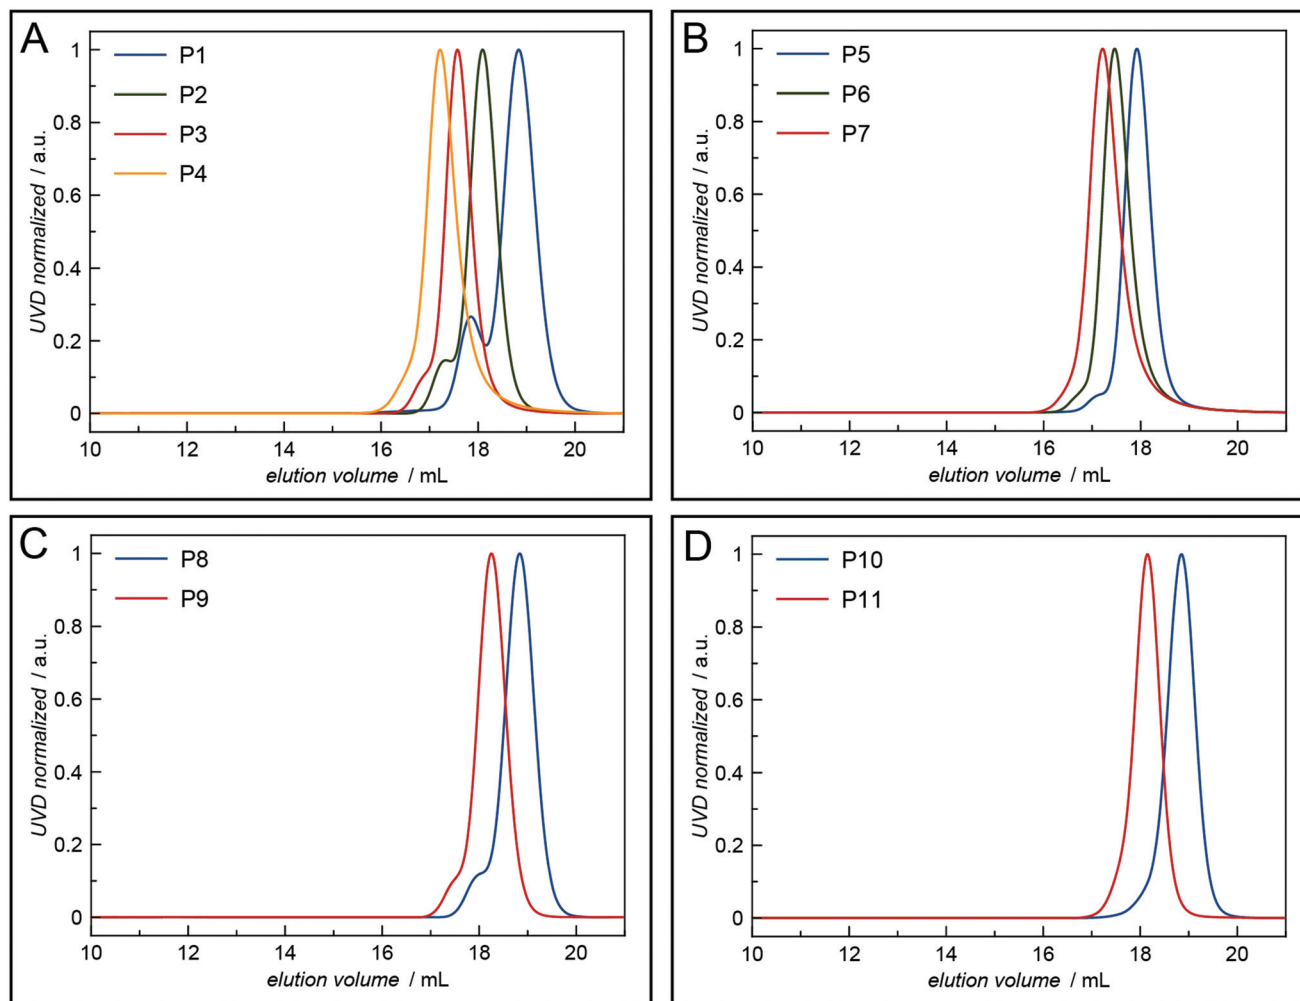 A
P1
P2
P3
P4
UVD normalized / a.u.
1
0.8
0.6
0.4
0.2
0
10 12 14 16 18 20
elution volume / mL
B
P5
P6
P7
UVD normalized / a.u.
1
0.8
0.6
0.4
0.2
0
10 12 14 16 18 20
elution volume / mL
C
P8
P9
UVD normalized / a.u.
1
0.8
0.6
0.4
0.2
0
10 12 14 16 18 20
elution volume / mL
D
P10
P11
UVD normalized / a.u.
1
0.8
0.6
0.4
0.2
0
10 12 14 16 18 20
elution volume / mL